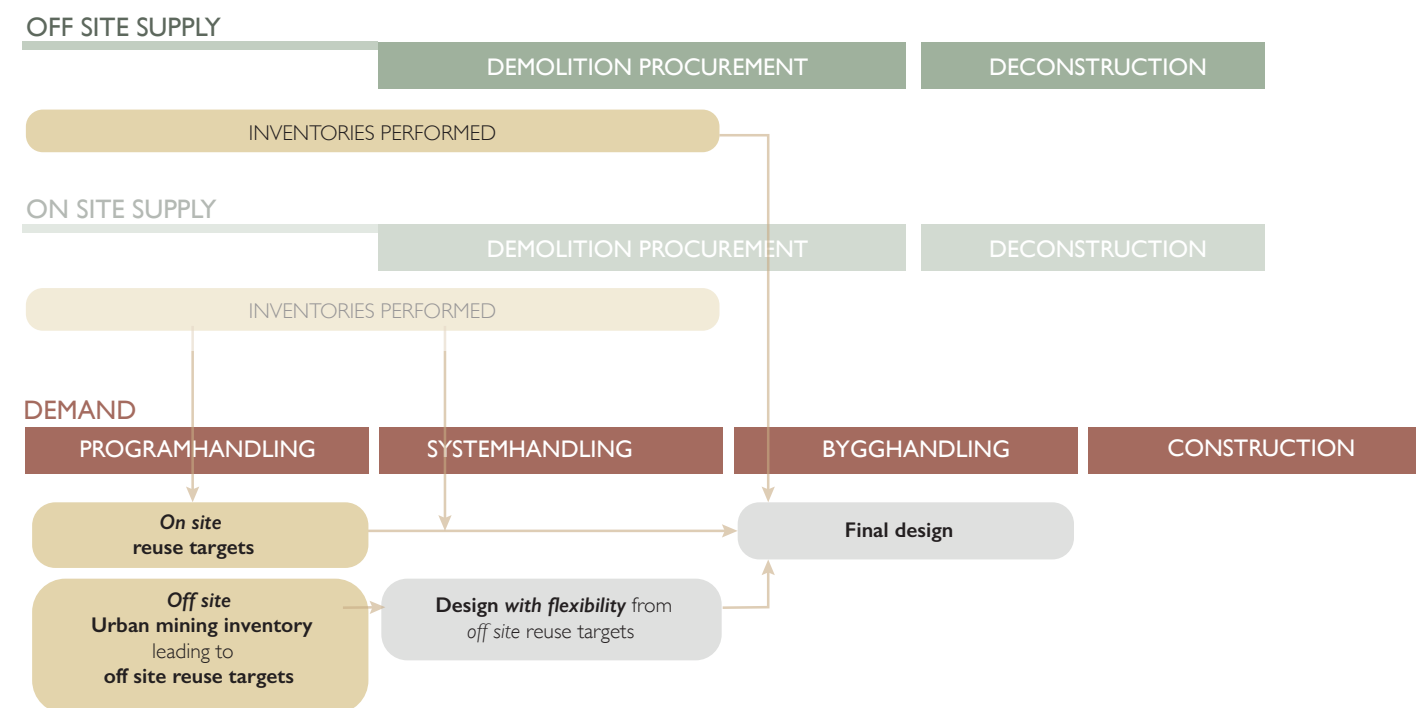 OFF SITE SUPPLY
DEMOLITION PROCUREMENT
DECONSTRUCTION
INVENTORIES PERFORMED
ON SITE SUPPLY
DEMOLITION PROCUREMENT
DECONSTRUCTION
INVENTORIES PERFORMED
DEMAND
PROGRAMHANDLING
SYSTEMHANDLING
BYGGHANDLING
CONSTRUCTION
On site
reuse targets
Final design
Off site
Urban mining inventory
leading to
off site reuse targets
Design with flexibility from
off site reuse targets